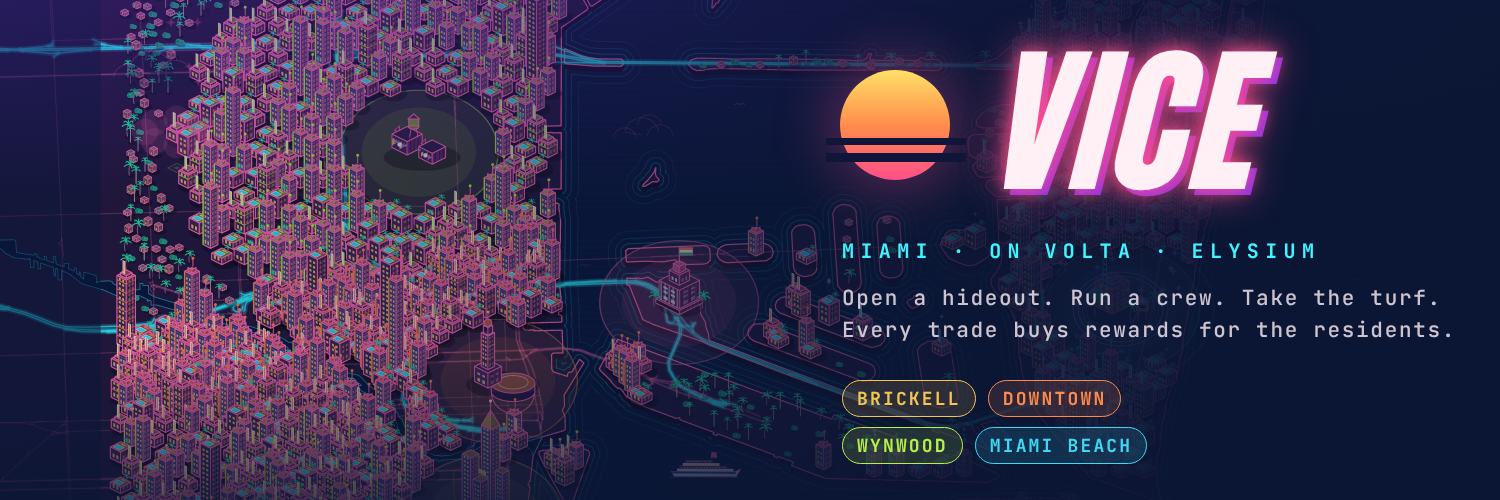 VICE
MIAMI · ON VOLTA · ELYSIUM
Open a hideout. Run a crew. Take the turf.
Every trade buys rewards for the residents.
BRICKELL DOWNTOWN
WYNWOOD MIAMI BEACH